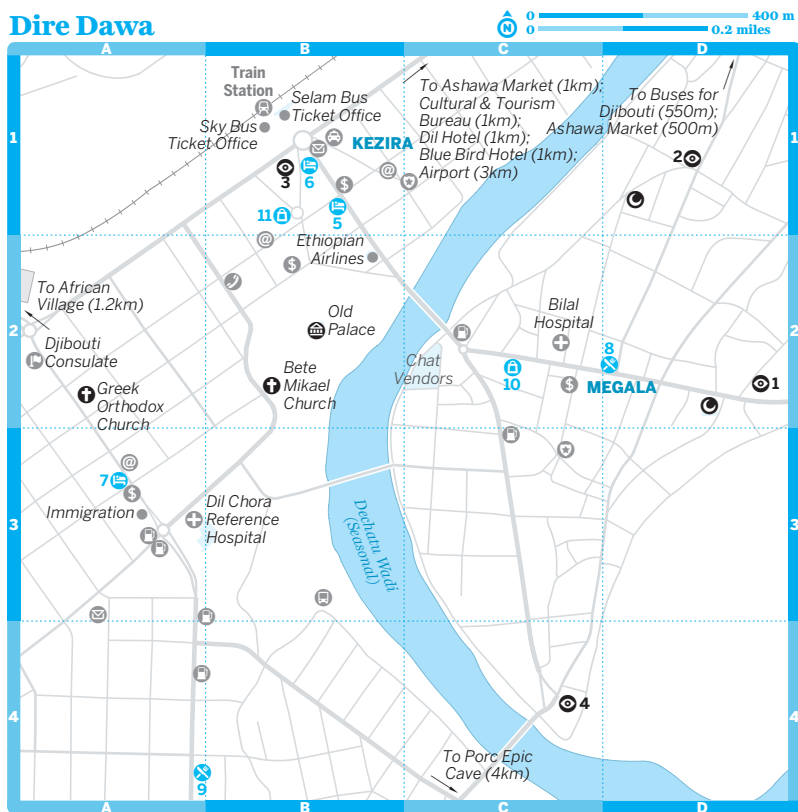 Dire Dawa
N
0 400 m
0 0.2 miles
A
B
C
D
1
1
2
2
3
3
4
4
A
B
C
D
Train
Station
Selam Bus
Ticket Office
Sky Bus
Ticket Office
KEZIRA
To Ashawa Market (1km);
Cultural & Tourism
Bureau (1km);
Dil Hotel (1km);
Blue Bird Hotel (1km);
Airport (3km)
To Buses for
Djibouti (550m);
Ashawa Market (500m)
2
3
6
@
$
11
5
@
Ethiopian
Airlines
$
To African
Village (1.2km)
Djibouti
Consulate
Old
Palace
Bilal
Hospital
8
Chat
Vendors
10
$
MEGALA
1
Greek
Orthodox
Church
Bete
Mikael
Church
@
7
$
Immigration
Dil Chora
Reference
Hospital
Dechatu Wadi
(Seasonal)
4
To Porc Epic
Cave (4km)
9